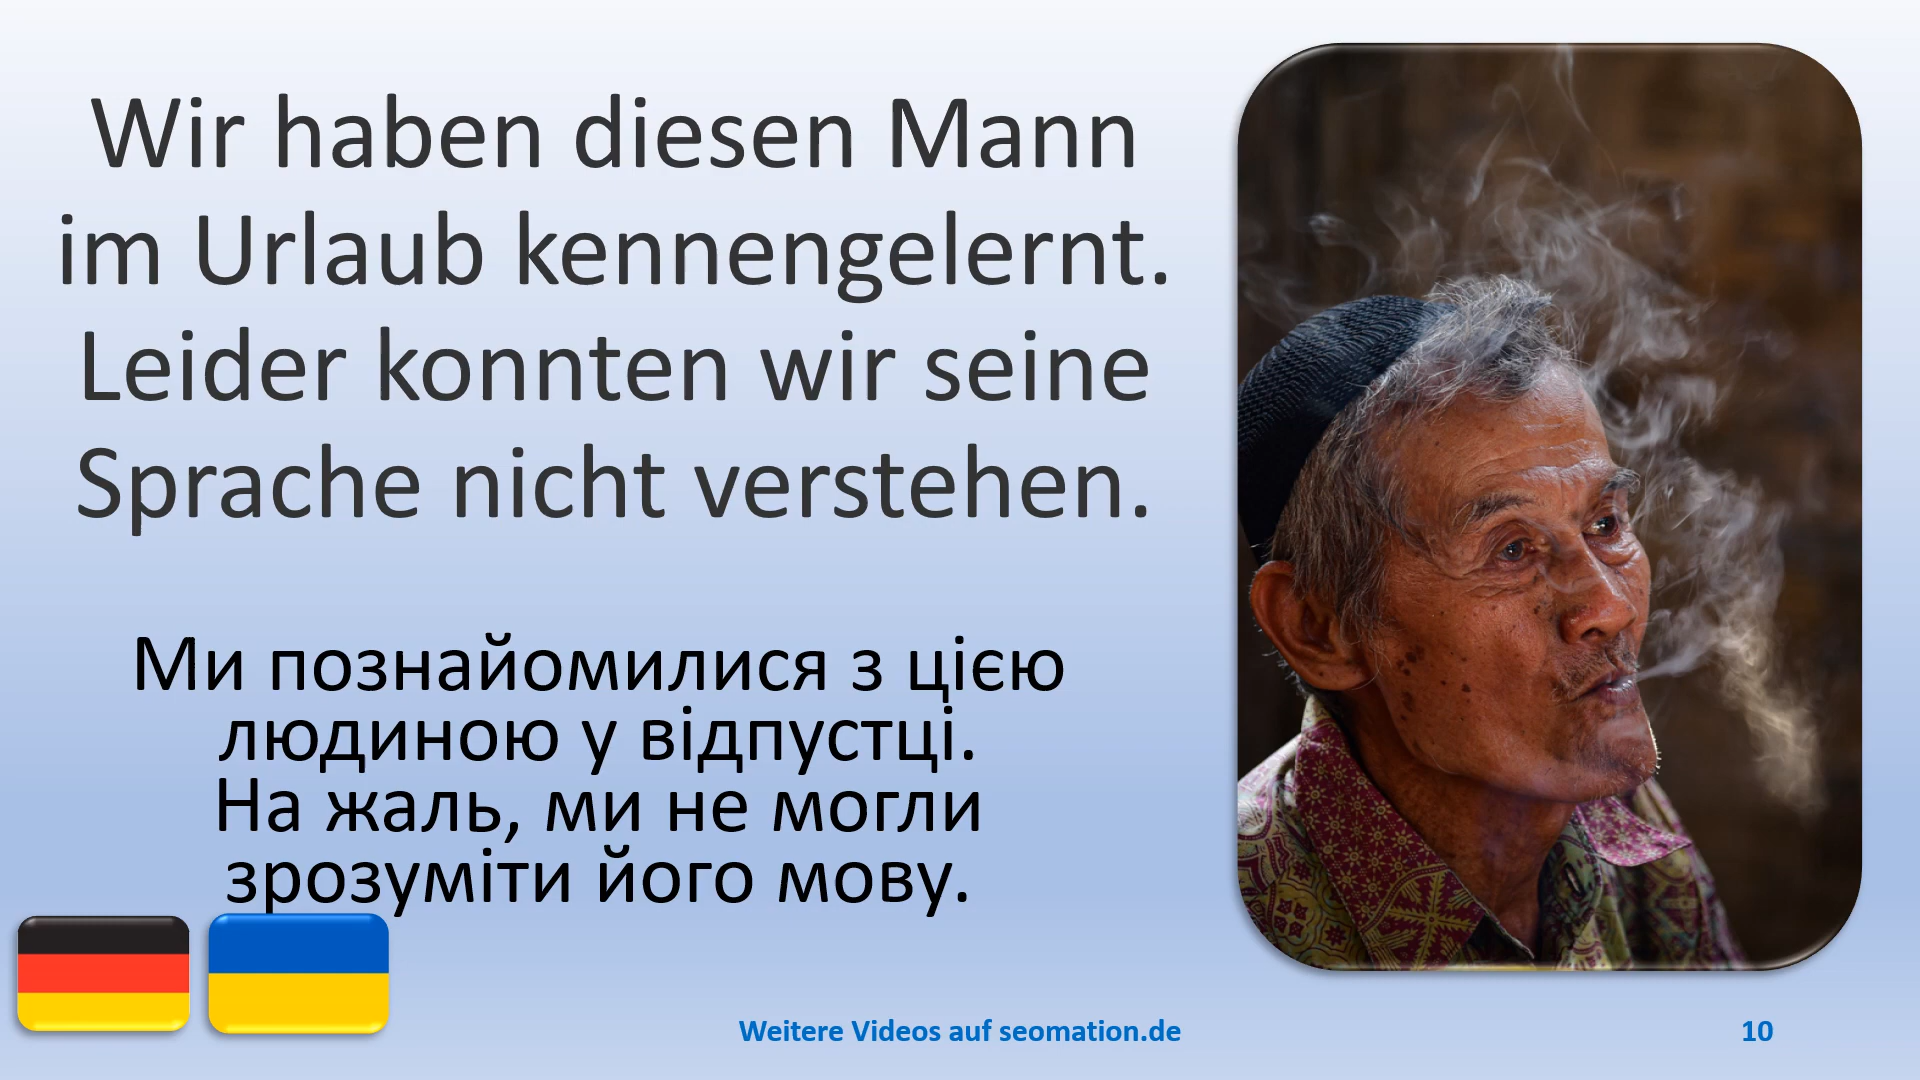 Wir haben diesen Mann
im Urlaub kennengelernt.
Leider konnten wir seine
Sprache nicht verstehen.
Ми познайомилися з цією
людиною у відпустці.
На жаль, ми не могли
зрозуміти його мову.
Weitere Videos auf seomation.de
10